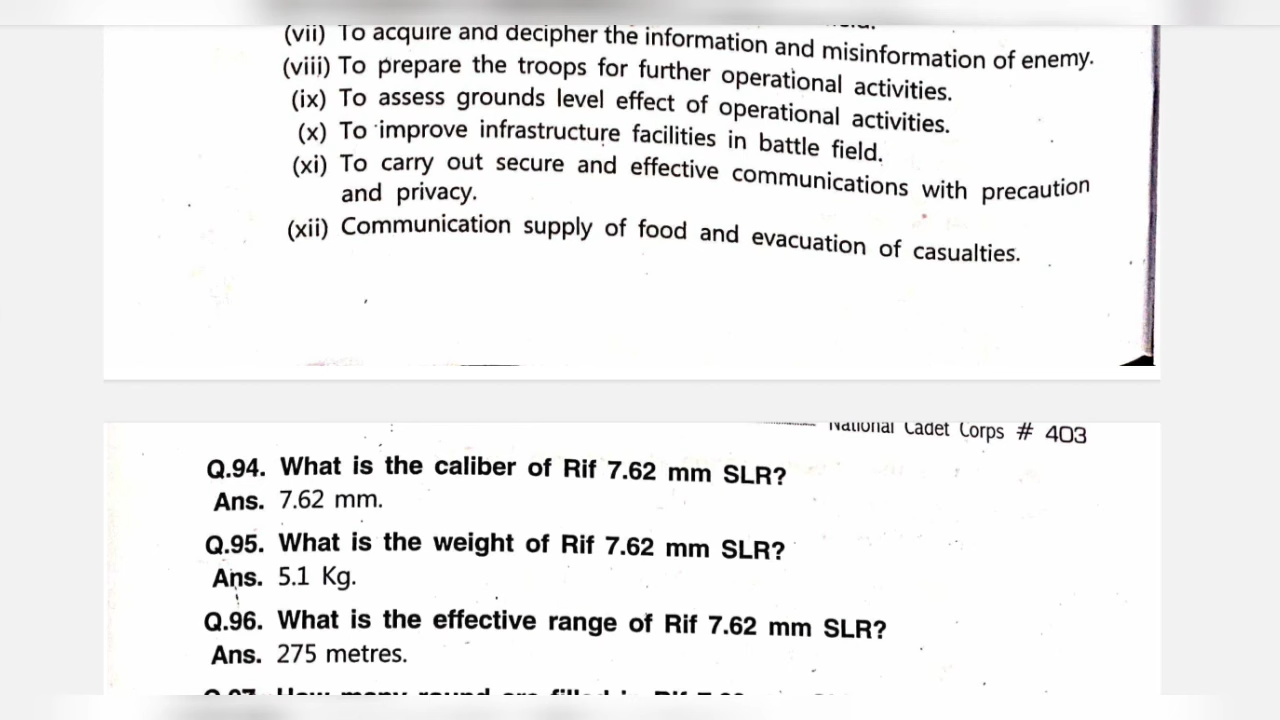 (vii) To acquire and decipher the information and misinformation of enemy.
(viii) To prepare the troops for further operational activities.
(ix) To assess grounds level effect of operational activities.
(x) To improve infrastructure facilities in battle field.
(xi) To carry out secure and effective communications with precaution
and privacy.
(xii) Communication supply of food and evacuation of casualties.
National Cadet Corps # 403
Q.94. What is the caliber of Rif 7.62 mm SLR?
Ans. 7.62 mm.
Q.95. What is the weight of Rif 7.62 mm SLR?
Ans. 5.1 Kg.
Q.96. What is the effective range of Rif 7.62 mm SLR?
Ans. 275 metres.